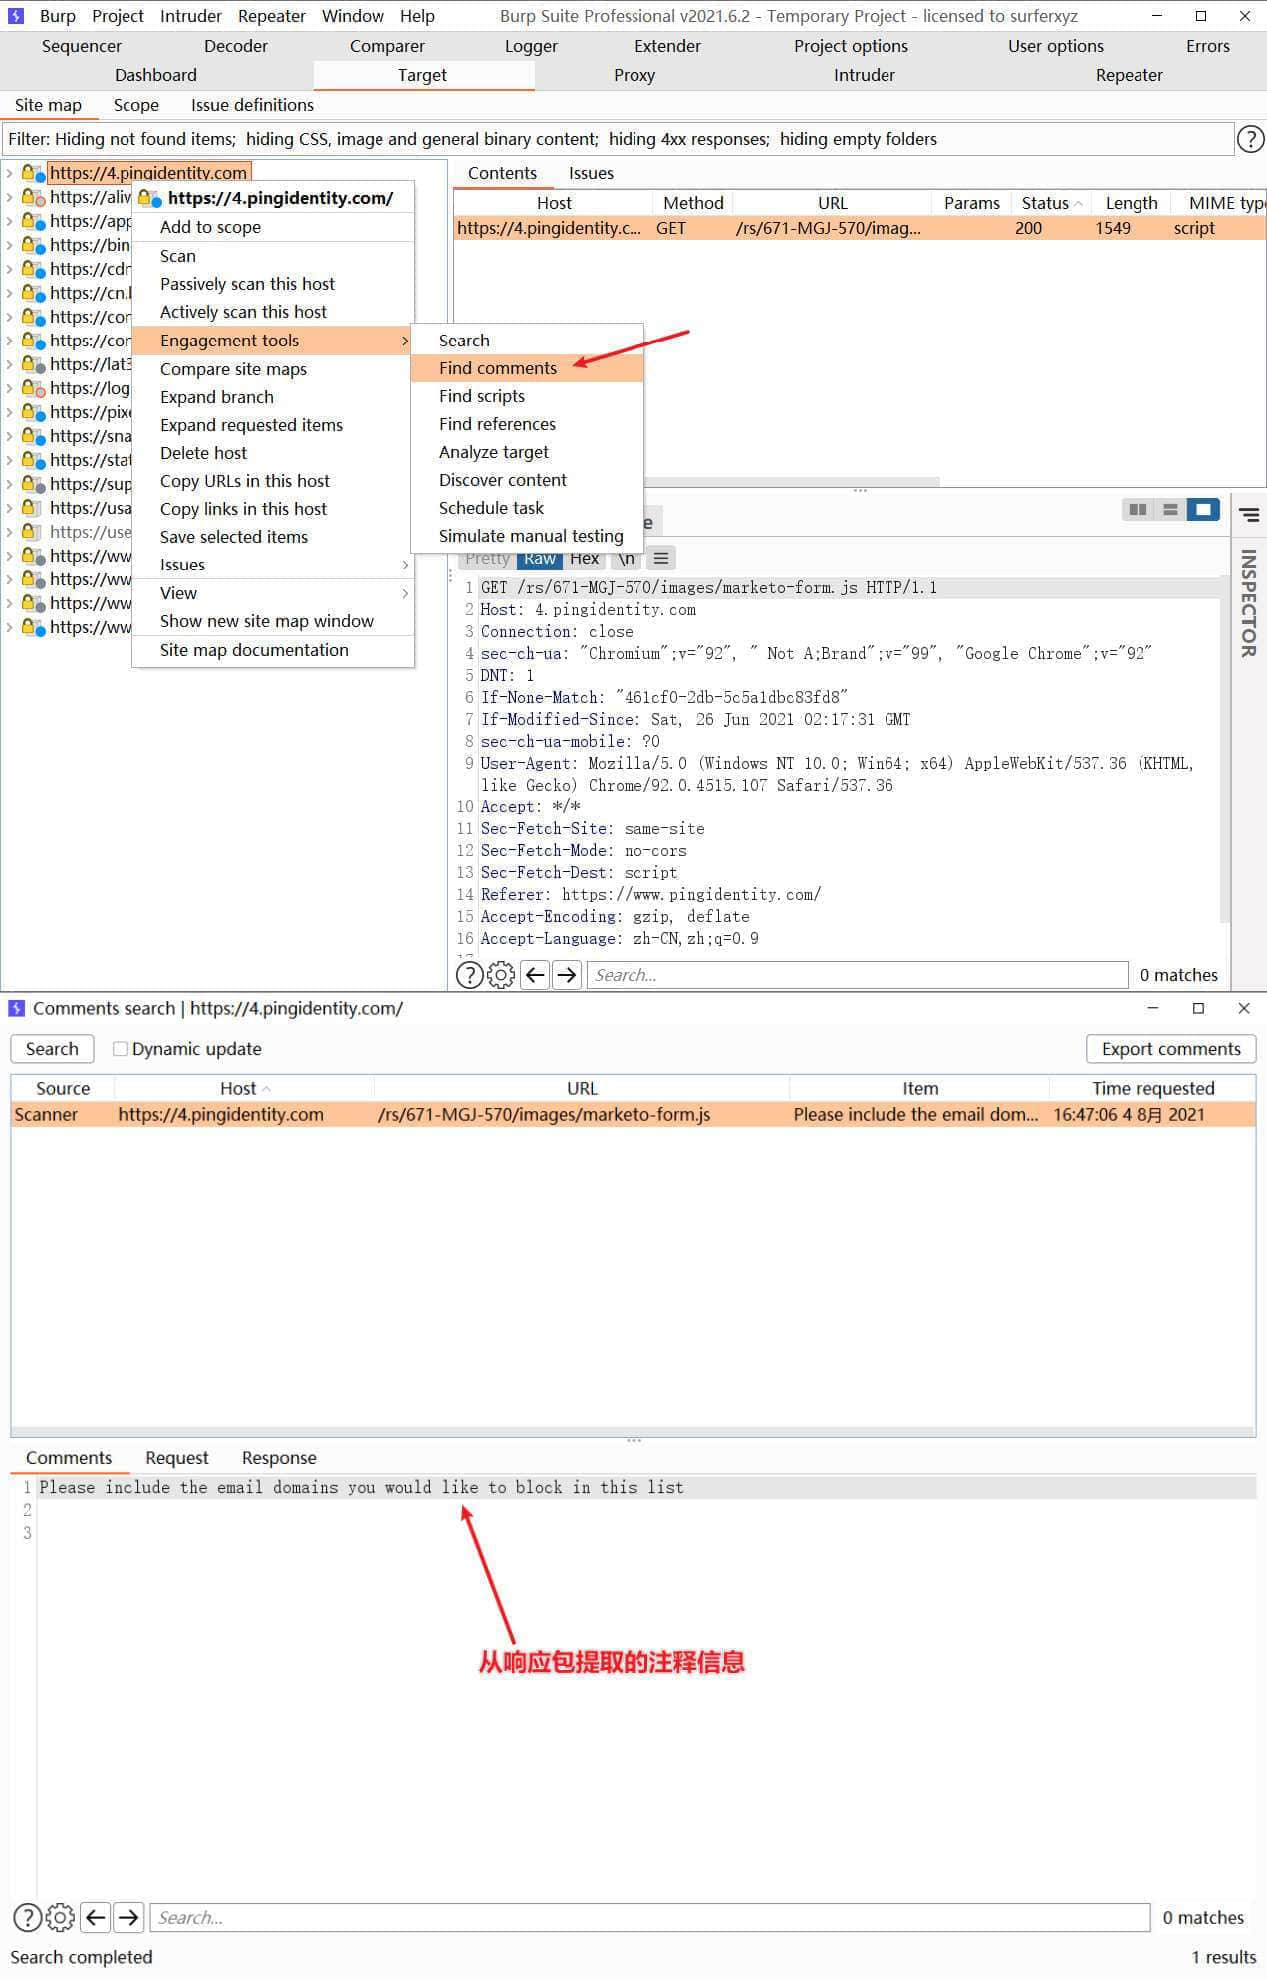 Burp Project Intruder Repeater Window Help Burp Suite Professional v2021.6.2 - Temporary Project - licensed to surferxyz
Sequencer Decoder Comparer Logger Extender Project options User options Errors
Dashboard Target Proxy Intruder Repeater
Site map Scope Issue definitions
Filter: Hiding not found items; hiding CSS, image and general binary content; hiding 4xx responses; hiding empty folders
https://4.pingidentity.com
https://aliv
https://app
https://bin
https://cdn
https://cn.l
https://con
https://con
https://lat3
https://log
https://pixe
https://sna
https://stat
https://sup
https://usa
https://use
https://ww
https://ww
https://ww
https://ww
https://4.pingidentity.com/
Add to scope
Scan
Passively scan this host
Actively scan this host
Engagement tools
Compare site maps
Expand branch
Expand requested items
Delete host
Copy URLs in this host
Copy links in this host
Save selected items
Issues
View
Show new site map window
Site map documentation
Search
Find comments
Find scripts
Find references
Analyze target
Discover content
Schedule task
Simulate manual testing
Contents Issues
Host Method URL Params Status Length MIME type
https://4.pingidentity.c... GET /rs/671-MGJ-570/imag... 200 1549 script
e
Pretty Raw Hex \n
INSPECTOR
1 GET /rs/671-MGJ-570/images/marketo-form.js HTTP/1.1
2 Host: 4.pingidentity.com
3 Connection: close
4 sec-ch-ua: "Chromium";v="92", " Not A;Brand";v="99", "Google Chrome";v="92"
5 DNT: 1
6 If-None-Match: "461cf0-2db-5c5a1dbc83fd8"
7 If-Modified-Since: Sat, 26 Jun 2021 02:17:31 GMT
8 sec-ch-ua-mobile: ?0
9 User-Agent: Mozilla/5.0 (Windows NT 10.0; Win64; x64) AppleWebKit/537.36 (KHTML,
like Gecko) Chrome/92.0.4515.107 Safari/537.36
10 Accept: */*
11 Sec-Fetch-Site: same-site
12 Sec-Fetch-Mode: no-cors
13 Sec-Fetch-Dest: script
14 Referer: https://www.pingidentity.com/
15 Accept-Encoding: gzip, deflate
16 Accept-Language: zh-CN,zh;q=0.9
17
Search... 0 matches
Comments search | https://4.pingidentity.com/
Search Dynamic update Export comments
Source Host URL Item Time requested
Scanner https://4.pingidentity.com /rs/671-MGJ-570/images/marketo-form.js Please include the email dom... 16:47:06 4 8月 2021
Comments Request Response
1 Please include the email domains you would like to block in this list
2
3
从响应包提取的注释信息
Search... 0 matches
Search completed 1 results